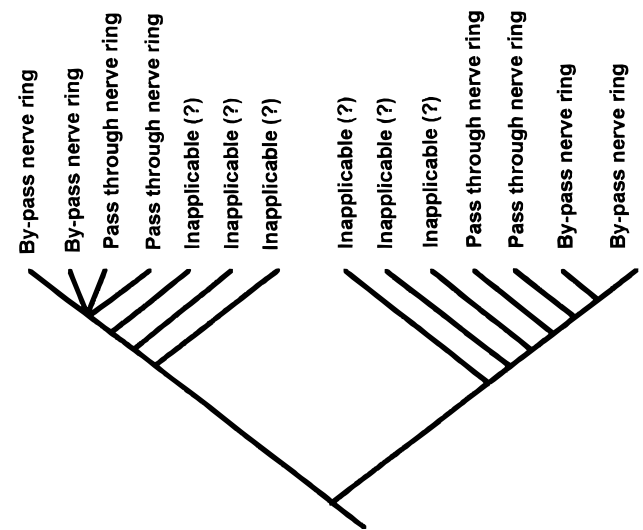 By-pass nerve ring
By-pass nerve ring
Pass through nerve ring
Pass through nerve ring
Inapplicable (?)
Inapplicable (?)
Inapplicable (?)
Inapplicable (?)
Inapplicable (?)
Inapplicable (?)
Pass through nerve ring
Pass through nerve ring
By-pass nerve ring
By-pass nerve ring